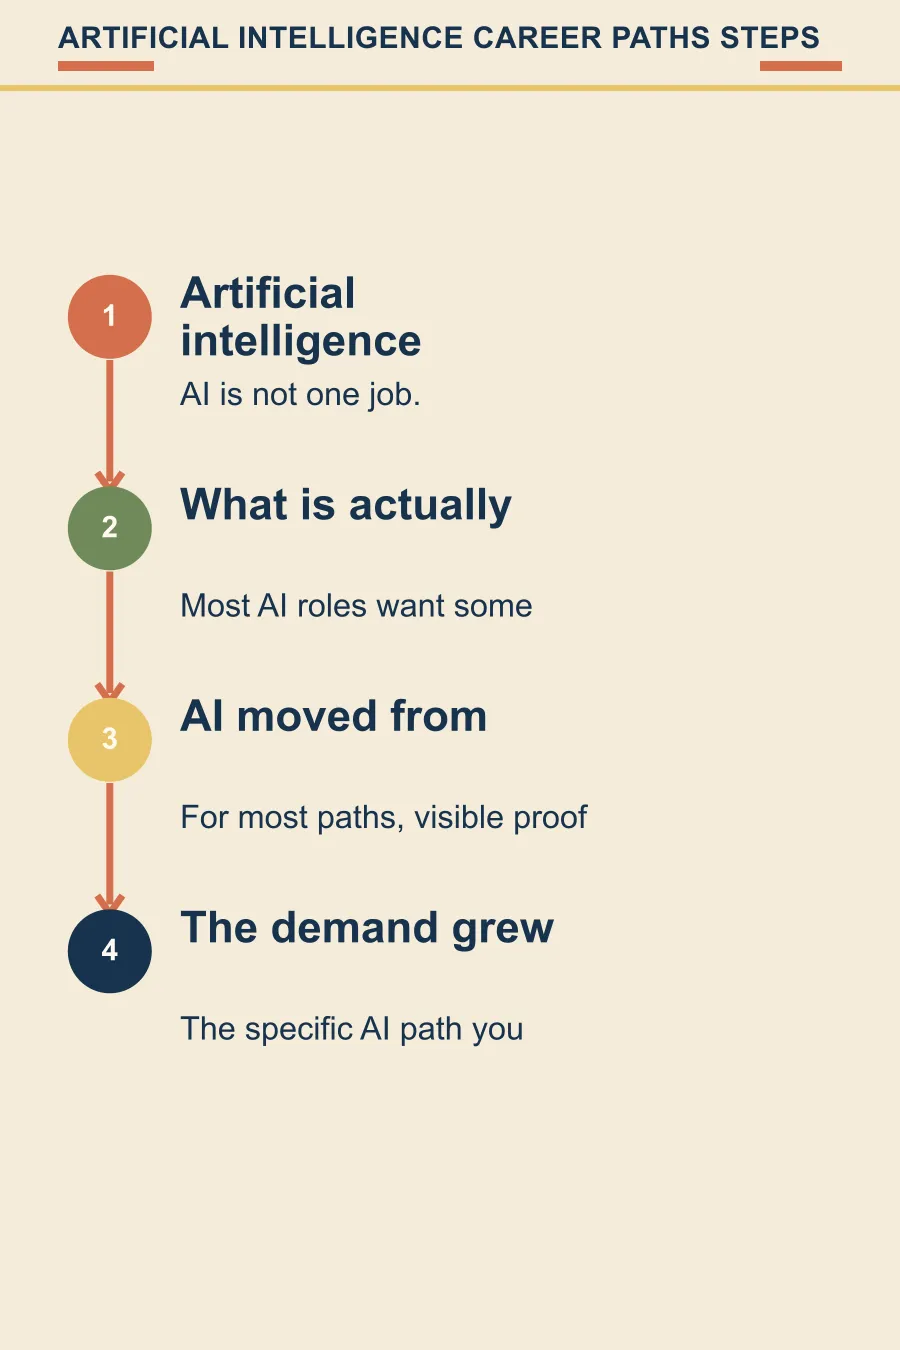 ARTIFICIAL INTELLIGENCE CAREER PATHS STEPS
1
Artificial
intelligence
AI is not one job.
2
What is actually
Most AI roles want some
3
AI moved from
For most paths, visible proof
4
The demand grew
The specific AI path you